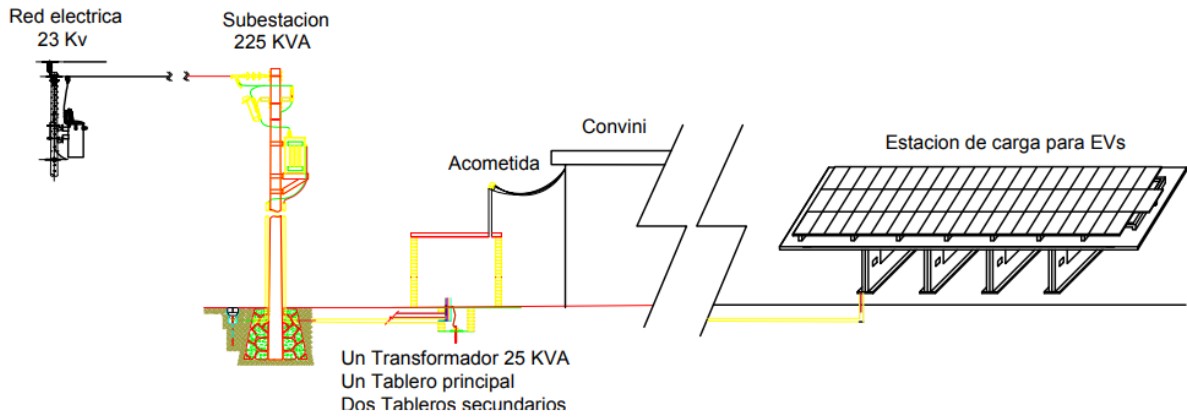 Red electrica
23 Kv
Subestacion
225 KVA
Convini
Acometida
Estacion de carga para EVs
Un Transformador 25 KVA
Un Tablero principal
Dos Tableros secundarios